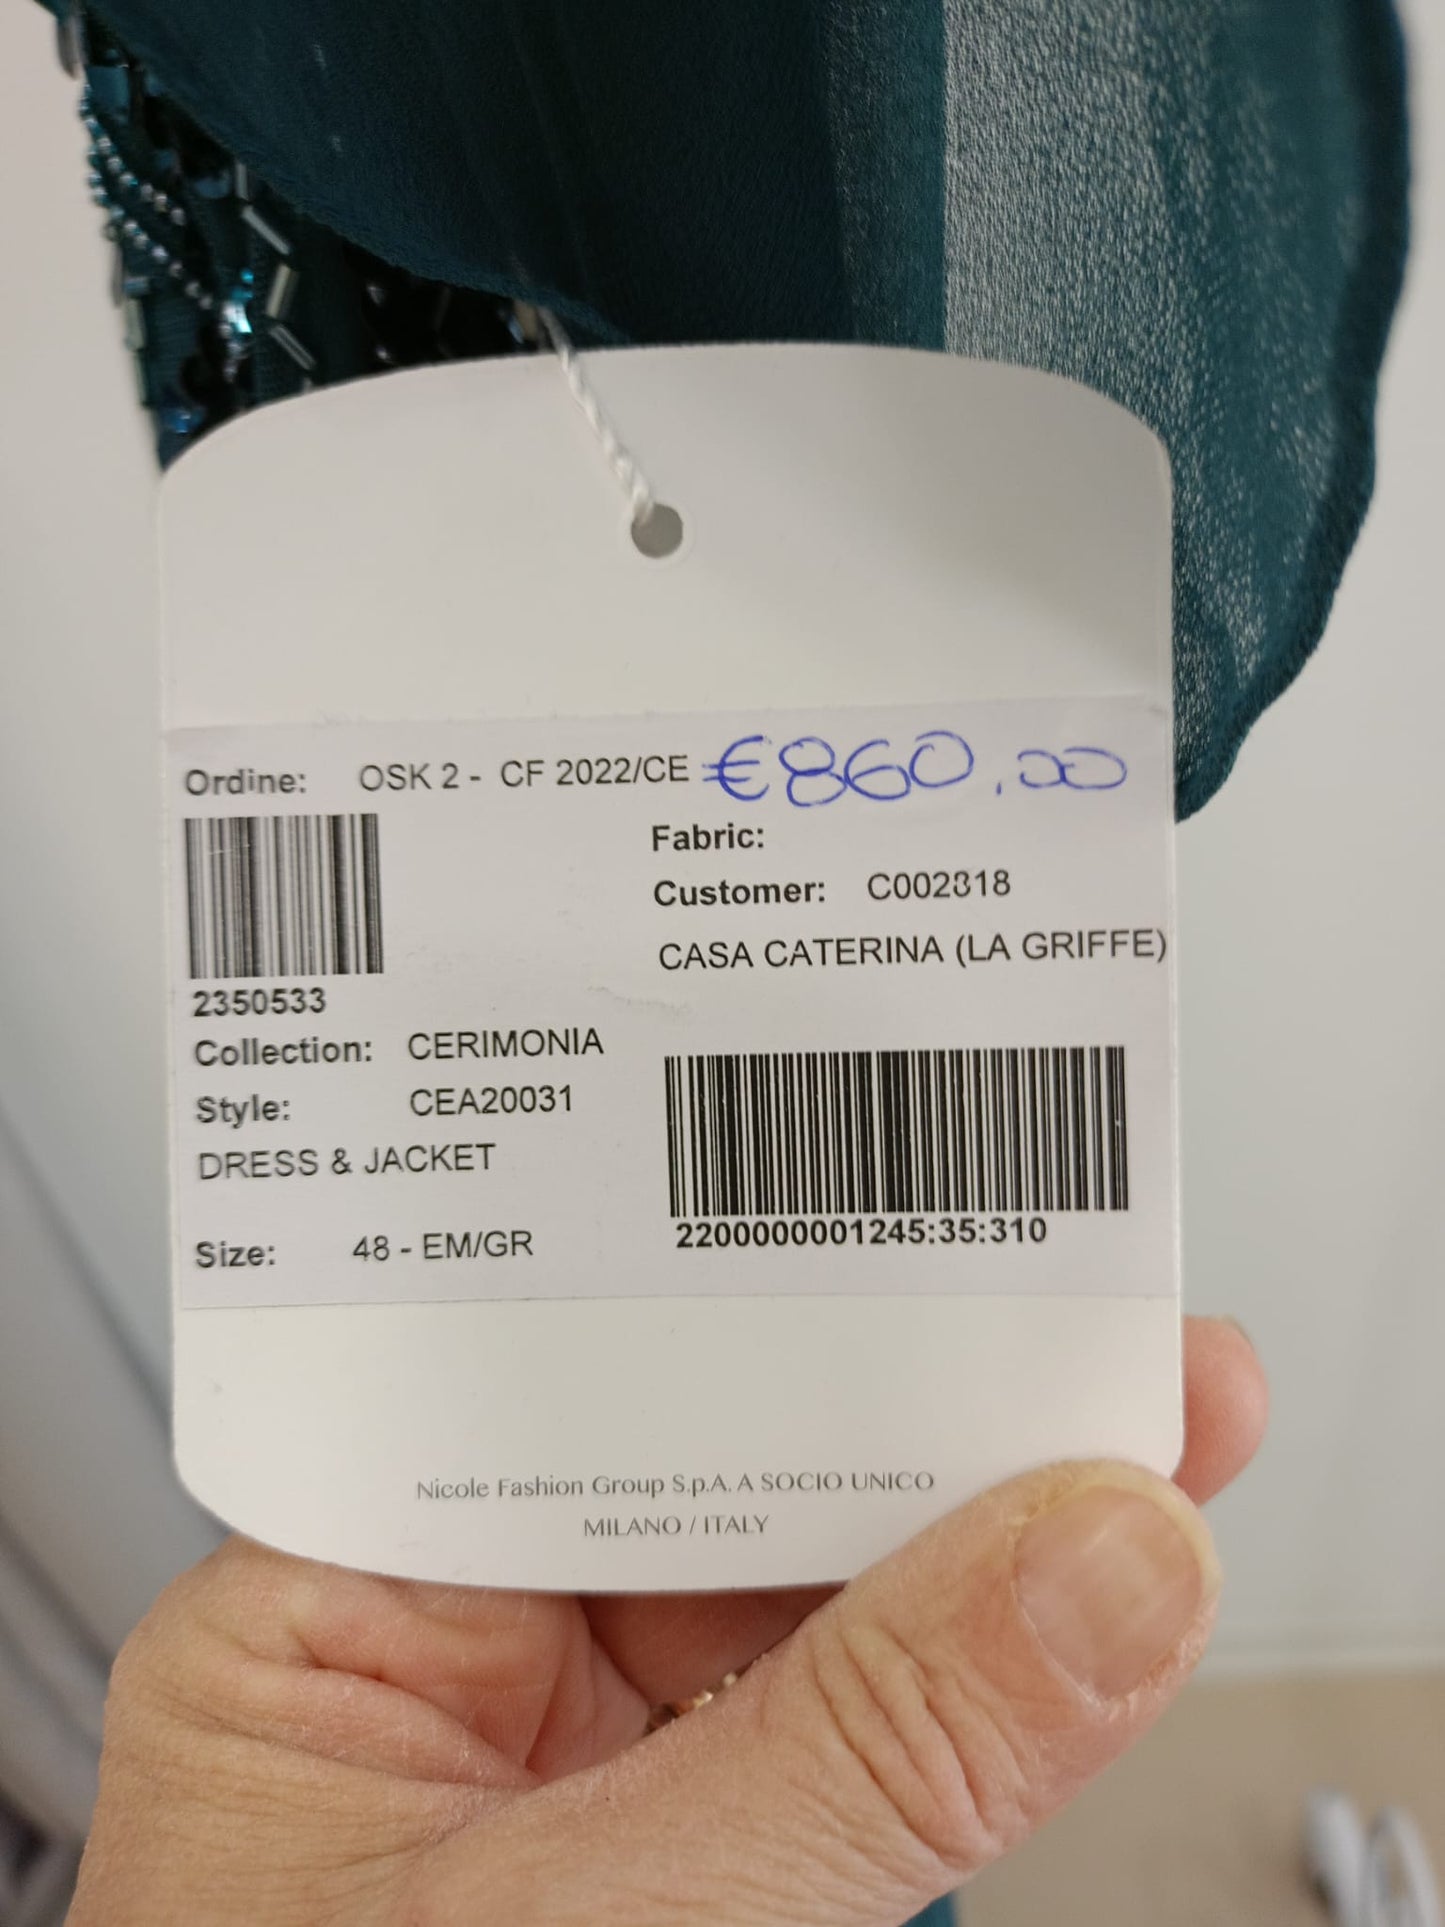 Ordine: OSK 2 - CF 2022/CE €860,00
Fabric:
Customer: C002818
CASA CATERINA (LA GRIFFE)
2350533
Collection: CERIMONIA
Style: CEA20031
DRESS & JACKET
2200000001245:35:310
Size: 48 - EM/GR
Nicole Fashion Group S.p.A. A SOCIO UNICO
MILANO / ITALY